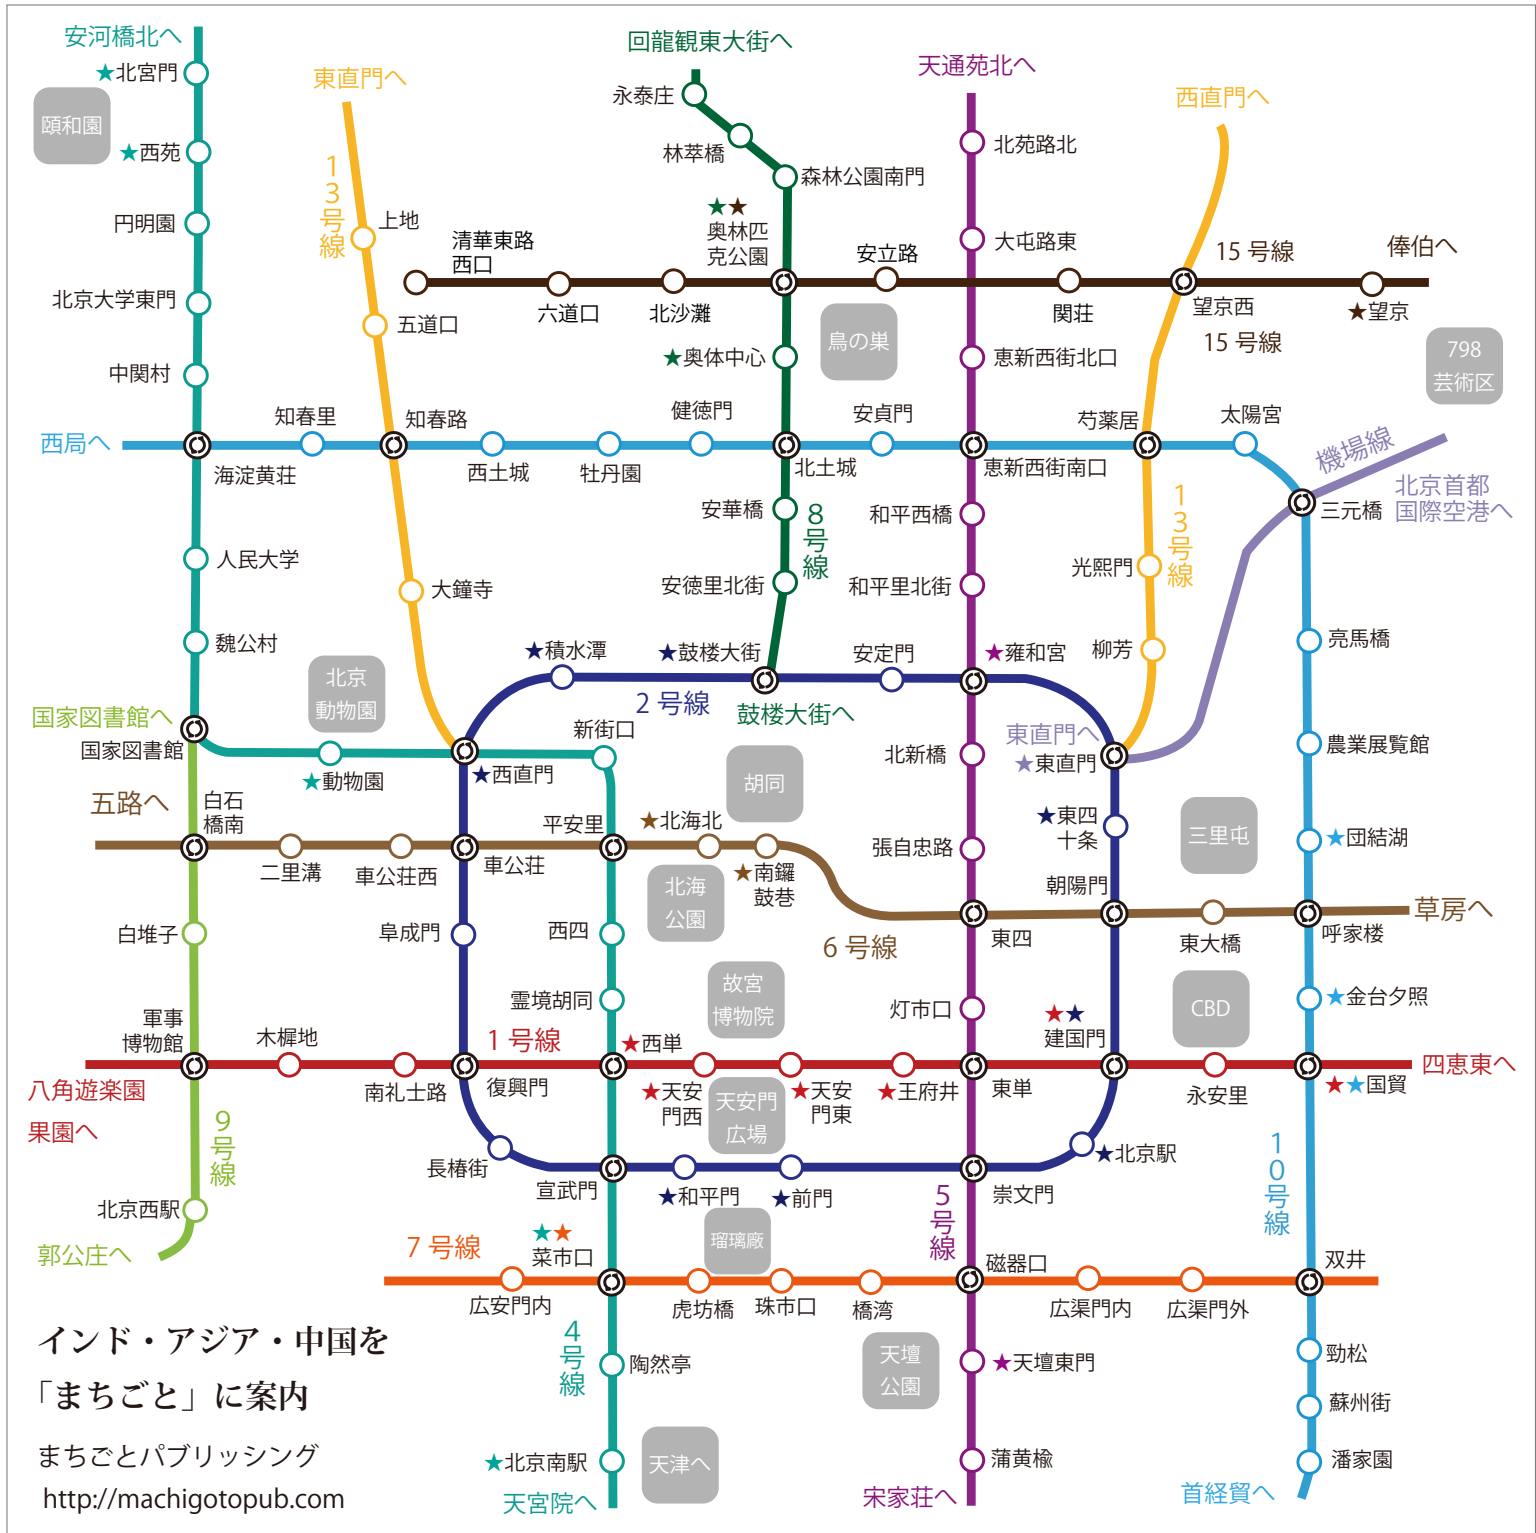 安河橋北へ
★北宮門
頤和園
★西苑
円明園
北京大学東門
中関村
西局へ
海淀黄荘
人民大学
魏公村
国家図書館へ
国家図書館
東直門へ
13号線
上地
五道口
知春里
知春路
大鐘寺
回龍観東大街へ
永泰庄
林萃橋
森林公園南門
★★
奥林匹
克公園
清華東路
西口
六道口
北沙灘
安立路
関荘
望京西
15号線
15号線
俸伯へ
★望京
鳥の巣
★奥体中心
798
芸術区
天通苑北へ
北苑路北
大屯路東
恵新西街北口
西直門へ
西土城
牡丹園
健徳門
北土城
安貞門
恵新西街南口
芍薬居
太陽宮
機場線
北京首都
国際空港へ
三元橋
安華橋
8号線
安徳里北街
和平西橋
和平里北街
13号線
光熙門
柳芳
亮馬橋
北京
動物園
★積水潭
★鼓楼大街
2号線
鼓楼大街へ
安定門
★雍和宮
新街口
★動物園
★西直門
胡同
北新橋
東直門へ
★東直門
農業展覧館
五路へ
白石
橋南
二里溝
車公荘西
車公荘
平安里
★北海北
★南鑼
鼓巷
張自忠路
★東四
十条
三里屯
★団結湖
白堆子
阜成門
西四
北海
公園
6号線
東四
朝陽門
東大橋
呼家楼
草房へ
霊境胡同
故宮
博物院
灯市口
★★
建国門
CBD
★金台夕照
軍事
博物館
木樨地
南礼士路
復興門
1号線
★西単
★天安
門西
天安門
広場
★天安
門東
★王府井
東単
永安里
★★国貿
四恵東へ
八角遊楽園
果園へ
9号線
長椿街
宣武門
★和平門
★前門
崇文門
★北京駅
北京西駅
郭公庄へ
7号線
★★
菜市口
瑠璃廠
5号線
10号線
広安門内
虎坊橋
珠市口
橋湾
磁器口
広渠門内
広渠門外
双井
4号線
陶然亭
天壇
公園
★天壇東門
勁松
蘇州街
潘家園
★北京南駅
天津へ
蒲黄楡
天宮院へ
宋家荘へ
首経貿へ
インド・アジア・中国を
「まちごと」に案内
まちごとパブリッシング
http://machigotopub.com